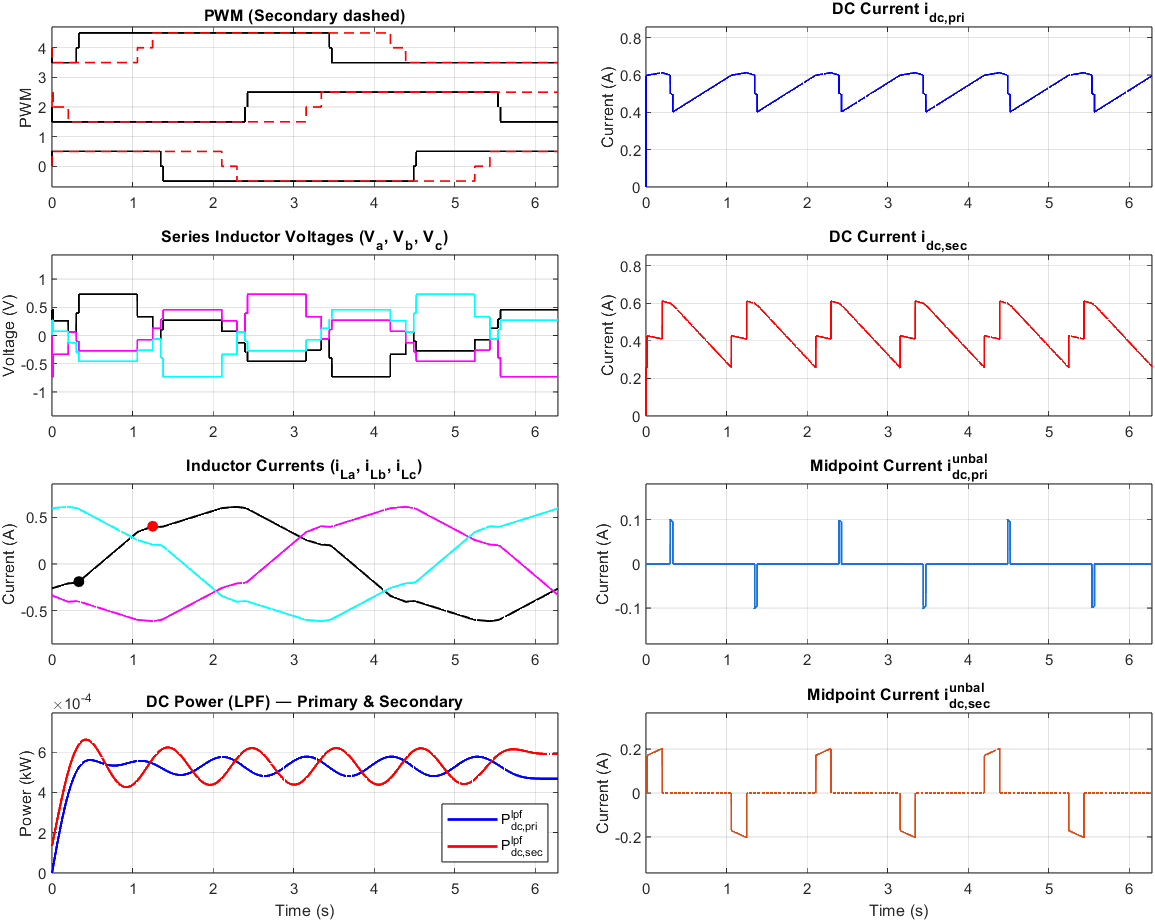 PWM (Secondary dashed)
4
3
2
1
0
PWM
0 1 2 3 4 5 6
DC Current i_dc,pri
0.8
0.6
0.4
0.2
0
Current (A)
0 1 2 3 4 5 6
Series Inductor Voltages (V_a, V_b, V_c)
1
0.5
0
-0.5
-1
Voltage (V)
0 1 2 3 4 5 6
DC Current i_dc,sec
0.8
0.6
0.4
0.2
0
Current (A)
0 1 2 3 4 5 6
Inductor Currents (i_La, i_Lb, i_Lc)
0.5
0
-0.5
Current (A)
0 1 2 3 4 5 6
Midpoint Current i^unbal_dc,pri
0.1
0
-0.1
Current (A)
0 1 2 3 4 5 6
DC Power (LPF) — Primary & Secondary
×10^-4
6
4
2
0
Power (kW)
P^lpf_dc,pri
P^lpf_dc,sec
0 1 2 3 4 5 6
Time (s)
Midpoint Current i^unbal_dc,sec
0.2
0
-0.2
Current (A)
0 1 2 3 4 5 6
Time (s)